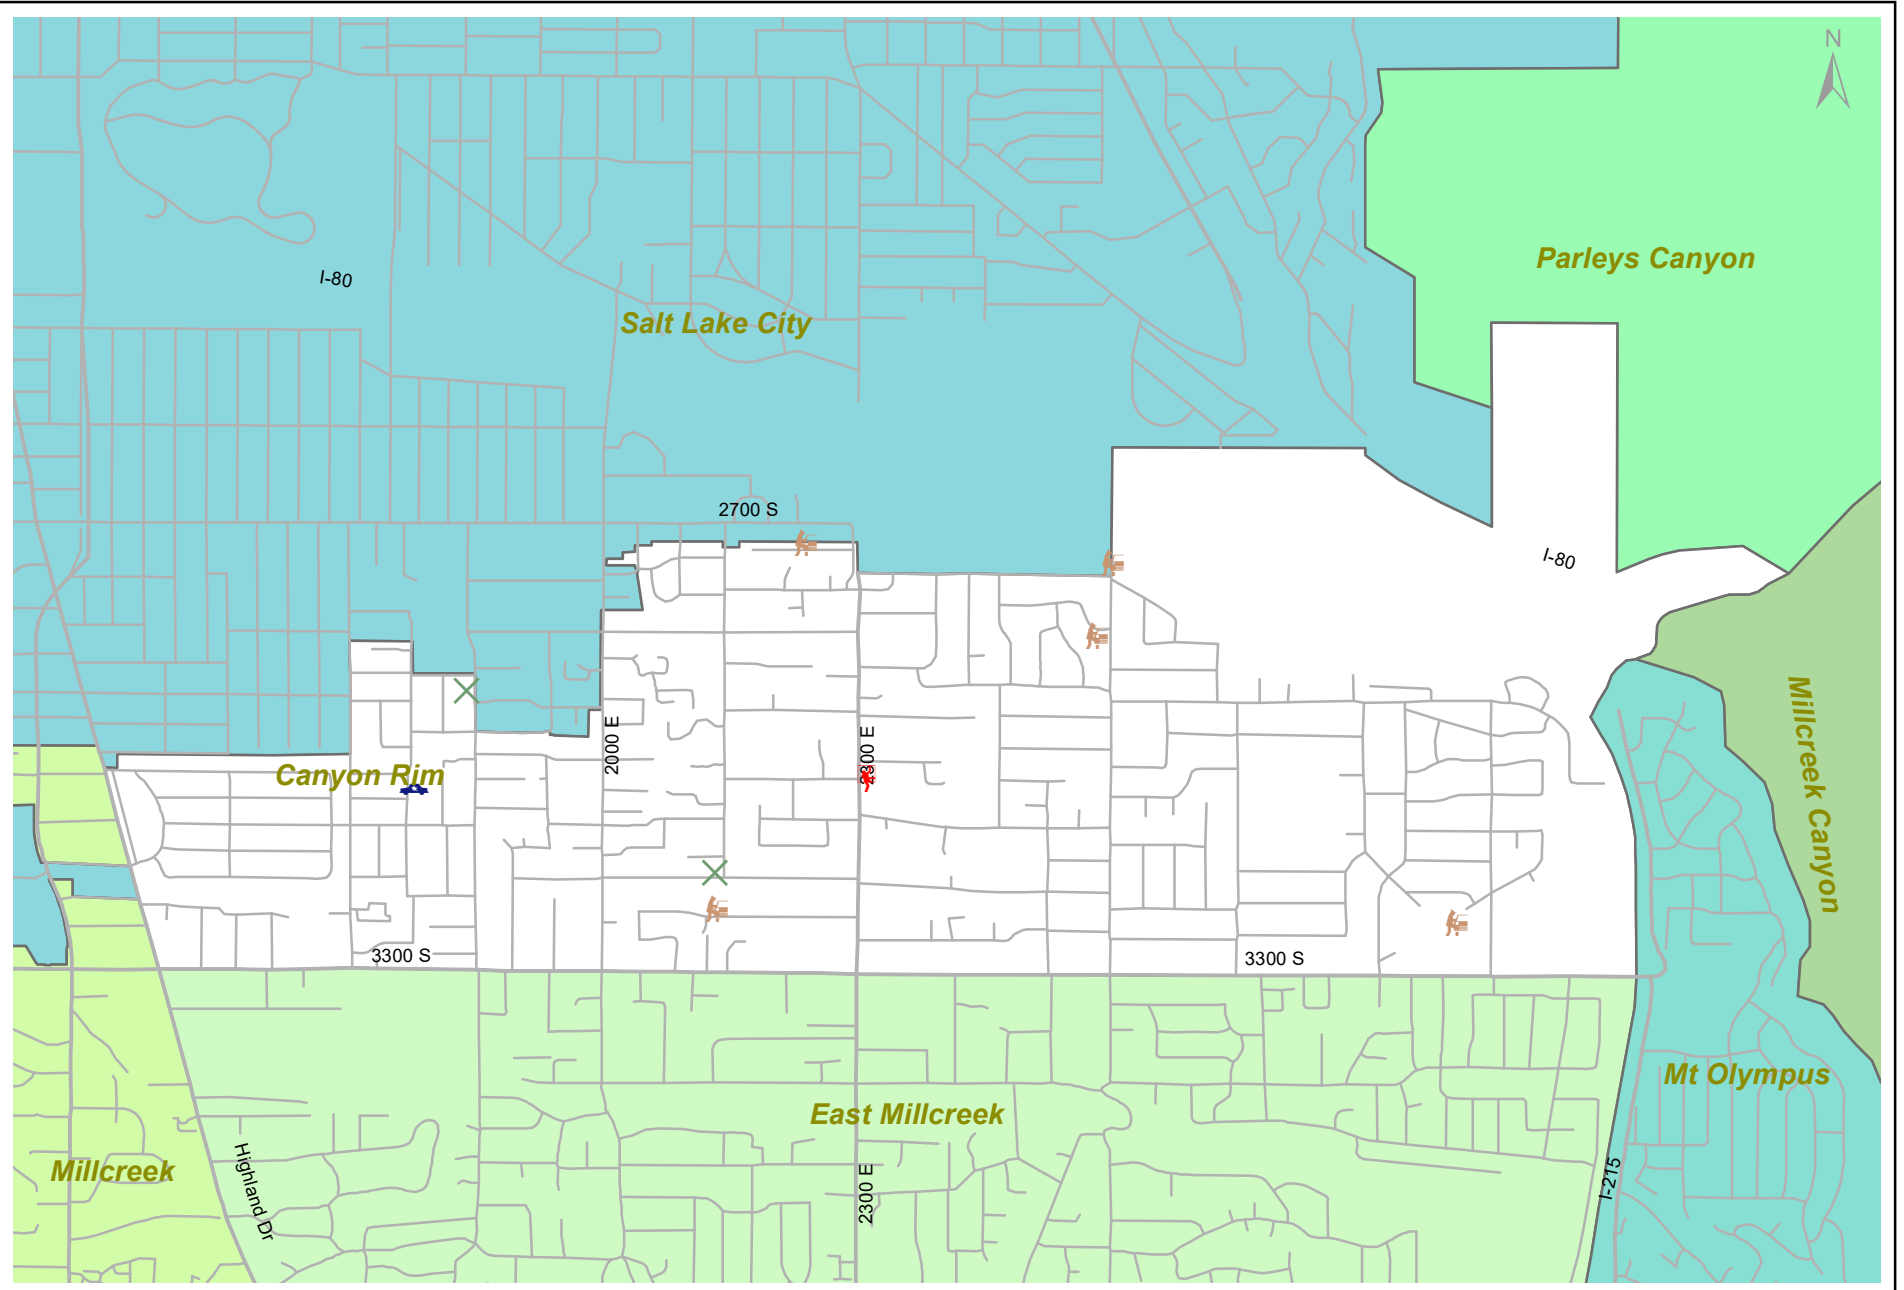 N
Parleys Canyon
I-80
Salt Lake City
2700 S
I-80
Millcreek Canyon
2000 E
2300 E
Canyon Rim
3300 S
3300 S
Mt Olympus
East Millcreek
Millcreek
Highland Dr
2300 E
I-215